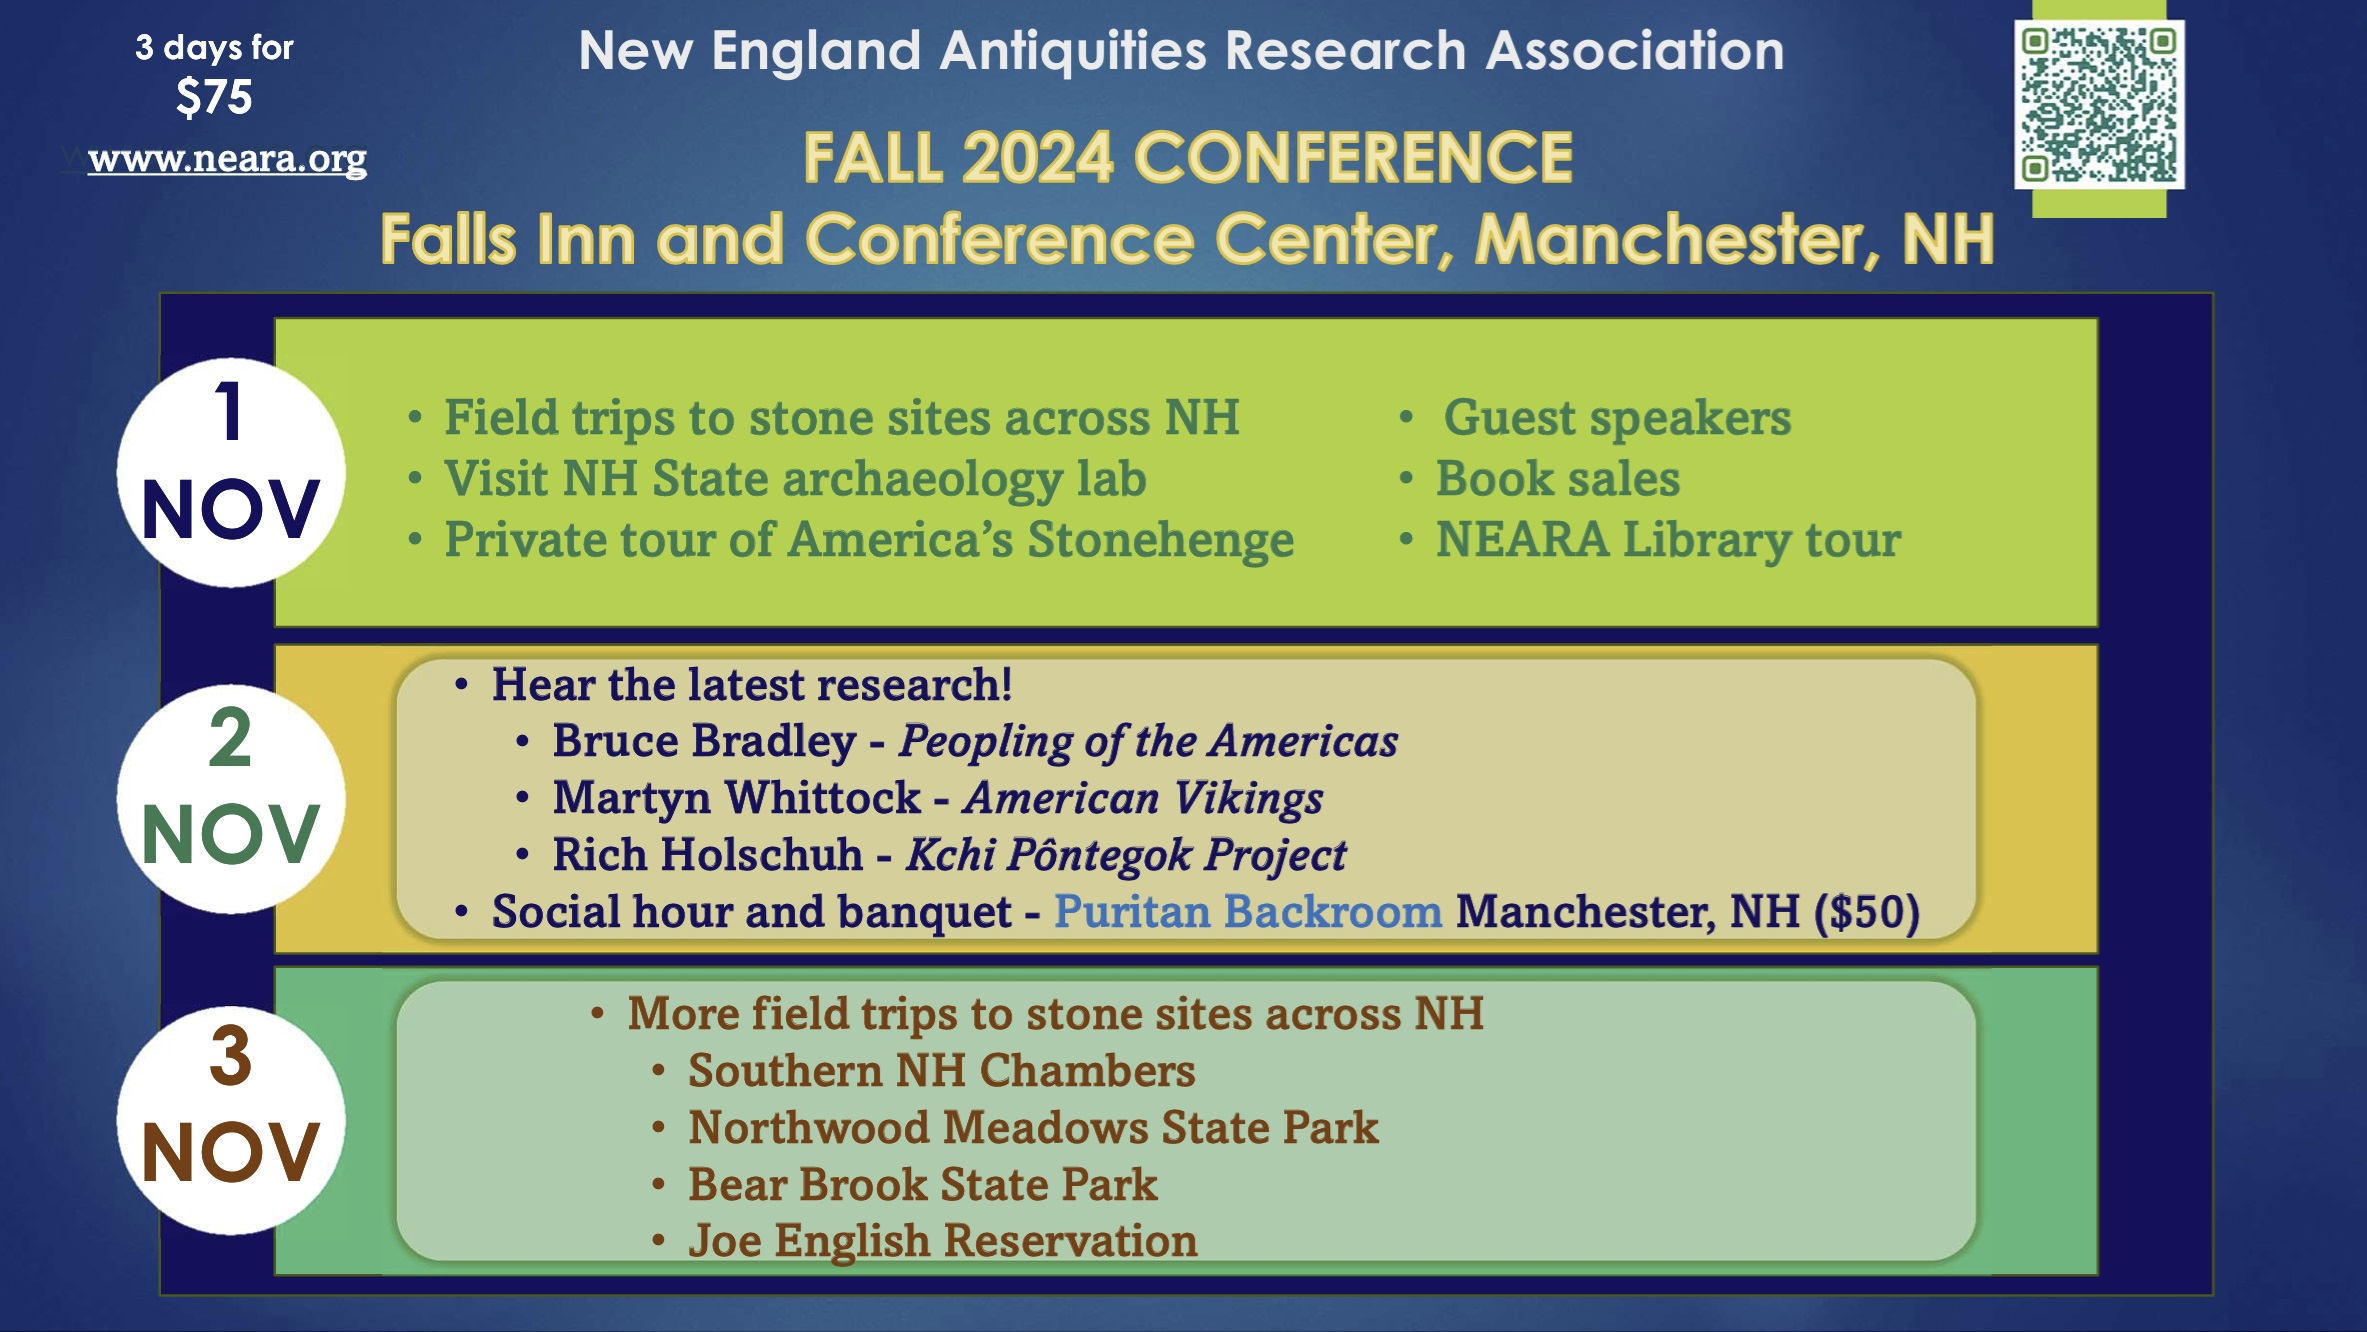 3 days for
$75
www.neara.org
New England Antiquities Research Association
FALL 2024 CONFERENCE
Falls Inn and Conference Center, Manchester, NH
1
NOV
• Field trips to stone sites across NH
• Visit NH State archaeology lab
• Private tour of America’s Stonehenge
• Guest speakers
• Book sales
• NEARA Library tour
2
NOV
• Hear the latest research!
• Bruce Bradley - Peopling of the Americas
• Martyn Whittock - American Vikings
• Rich Holschuh - Kchi Pôntegok Project
• Social hour and banquet - Puritan Backroom Manchester, NH ($50)
3
NOV
• More field trips to stone sites across NH
• Southern NH Chambers
• Northwood Meadows State Park
• Bear Brook State Park
• Joe English Reservation